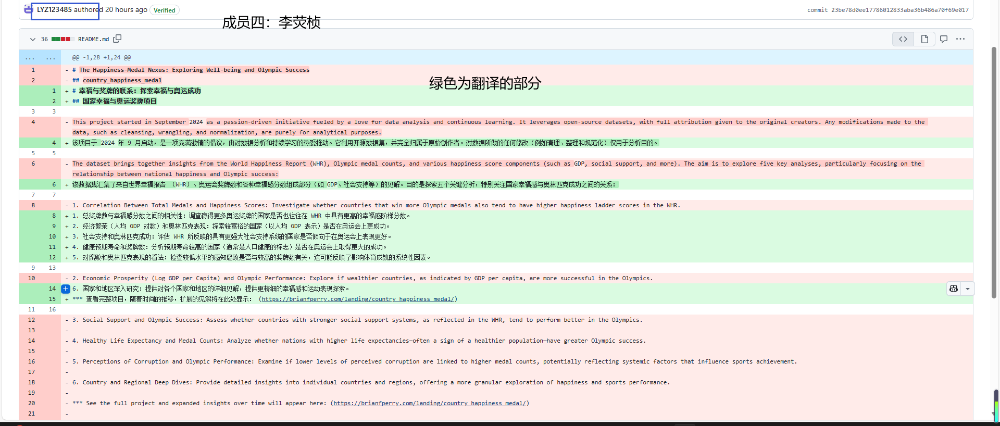 LYZ123485 authored 20 hours ago Verified commit 23be78d0ee17786012833aba36b486a70f69e017
成员四：李荧桢
36 README.md
... ... @@ -1,28 +1,24 @@
1 - # The Happiness-Medal Nexus: Exploring Well-being and Olympic Success
2 - ## country_happiness_medal
绿色为翻译的部分
1 + # 幸福与奖牌的联系：探索幸福与奥运成功
2 + ## 国家幸福与奥运奖牌项目
3 3
4 - This project started in September 2024 as a passion-driven initiative fueled by a love for data analysis and continuous learning. It leverages open-source datasets, with full attribution given to the original creators. Any modifications made to the
data, such as cleansing, wrangling, and normalization, are purely for analytical purposes.
4 + 该项目于 2024 年 9 月启动，是一项充满激情的倡议，由对数据分析和持续学习的热爱推动。它利用开源数据集，并完全归属于原始创作者。对数据所做的任何修改（例如清理、整理和规范化）仅用于分析目的。
5 5
6 - The dataset brings together insights from the World Happiness Report (WHR), Olympic medal counts, and various happiness score components (such as GDP, social support, and more). The aim is to explore five key analyses, particularly focusing on the
relationship between national happiness and Olympic success:
6 + 该数据集汇集了来自世界幸福报告 （WHR）、奥运会奖牌数和各种幸福感分数组成部分（如 GDP、社会支持等）的见解。目的是探索五个关键分析，特别关注国家幸福感与奥林匹克成功之间的关系：
7 7
8 - 1. Correlation Between Total Medals and Happiness Scores: Investigate whether countries that win more Olympic medals also tend to have higher happiness ladder scores in the WHR.
8 + 1. 总奖牌数与幸福感分数之间的相关性：调查赢得更多奥运奖牌的国家是否也往往在 WHR 中具有更高的幸福感阶梯分数。
9 + 2. 经济繁荣（人均 GDP 对数）和奥林匹克表现：探索较富裕的国家（以人均 GDP 表示）是否在奥运会上更成功。
10 + 3. 社会支持和奥林匹克成功：评估 WHR 所反映的具有更强大社会支持系统的国家是否倾向于在奥运会上表现更好。
11 + 4. 健康预期寿命和奖牌数：分析预期寿命较高的国家（通常是人口健康的标志）是否在奥运会上取得更大的成功。
12 + 5. 对腐败和奥林匹克表现的看法：检查较低水平的感知腐败是否与较高的奖牌数有关，这可能反映了影响体育成就的系统性因素。
9 13
10 - 2. Economic Prosperity (Log GDP per Capita) and Olympic Performance: Explore if wealthier countries, as indicated by GDP per capita, are more successful in the Olympics.
14 + 6. 国家和地区深入研究：提供对各个国家和地区的详细见解，提供更精细的幸福感和运动表现探索。
15 + *** 查看完整项目，随着时间的推移，扩展的见解将在此处显示： (https://brianfperry.com/landing/country_happiness_medal/)
11 16
12 - 3. Social Support and Olympic Success: Assess whether countries with stronger social support systems, as reflected in the WHR, tend to perform better in the Olympics.
13 -
14 - 4. Healthy Life Expectancy and Medal Counts: Analyze whether nations with higher life expectancies—often a sign of a healthier population—have greater Olympic success.
15 -
16 - 5. Perceptions of Corruption and Olympic Performance: Examine if lower levels of perceived corruption are linked to higher medal counts, potentially reflecting systemic factors that influence sports achievement.
17 -
18 - 6. Country and Regional Deep Dives: Provide detailed insights into individual countries and regions, offering a more granular exploration of happiness and sports performance.
19 -
20 - *** See the full project and expanded insights over time will appear here: (https://brianfperry.com/landing/country_happiness_medal/)
21 -